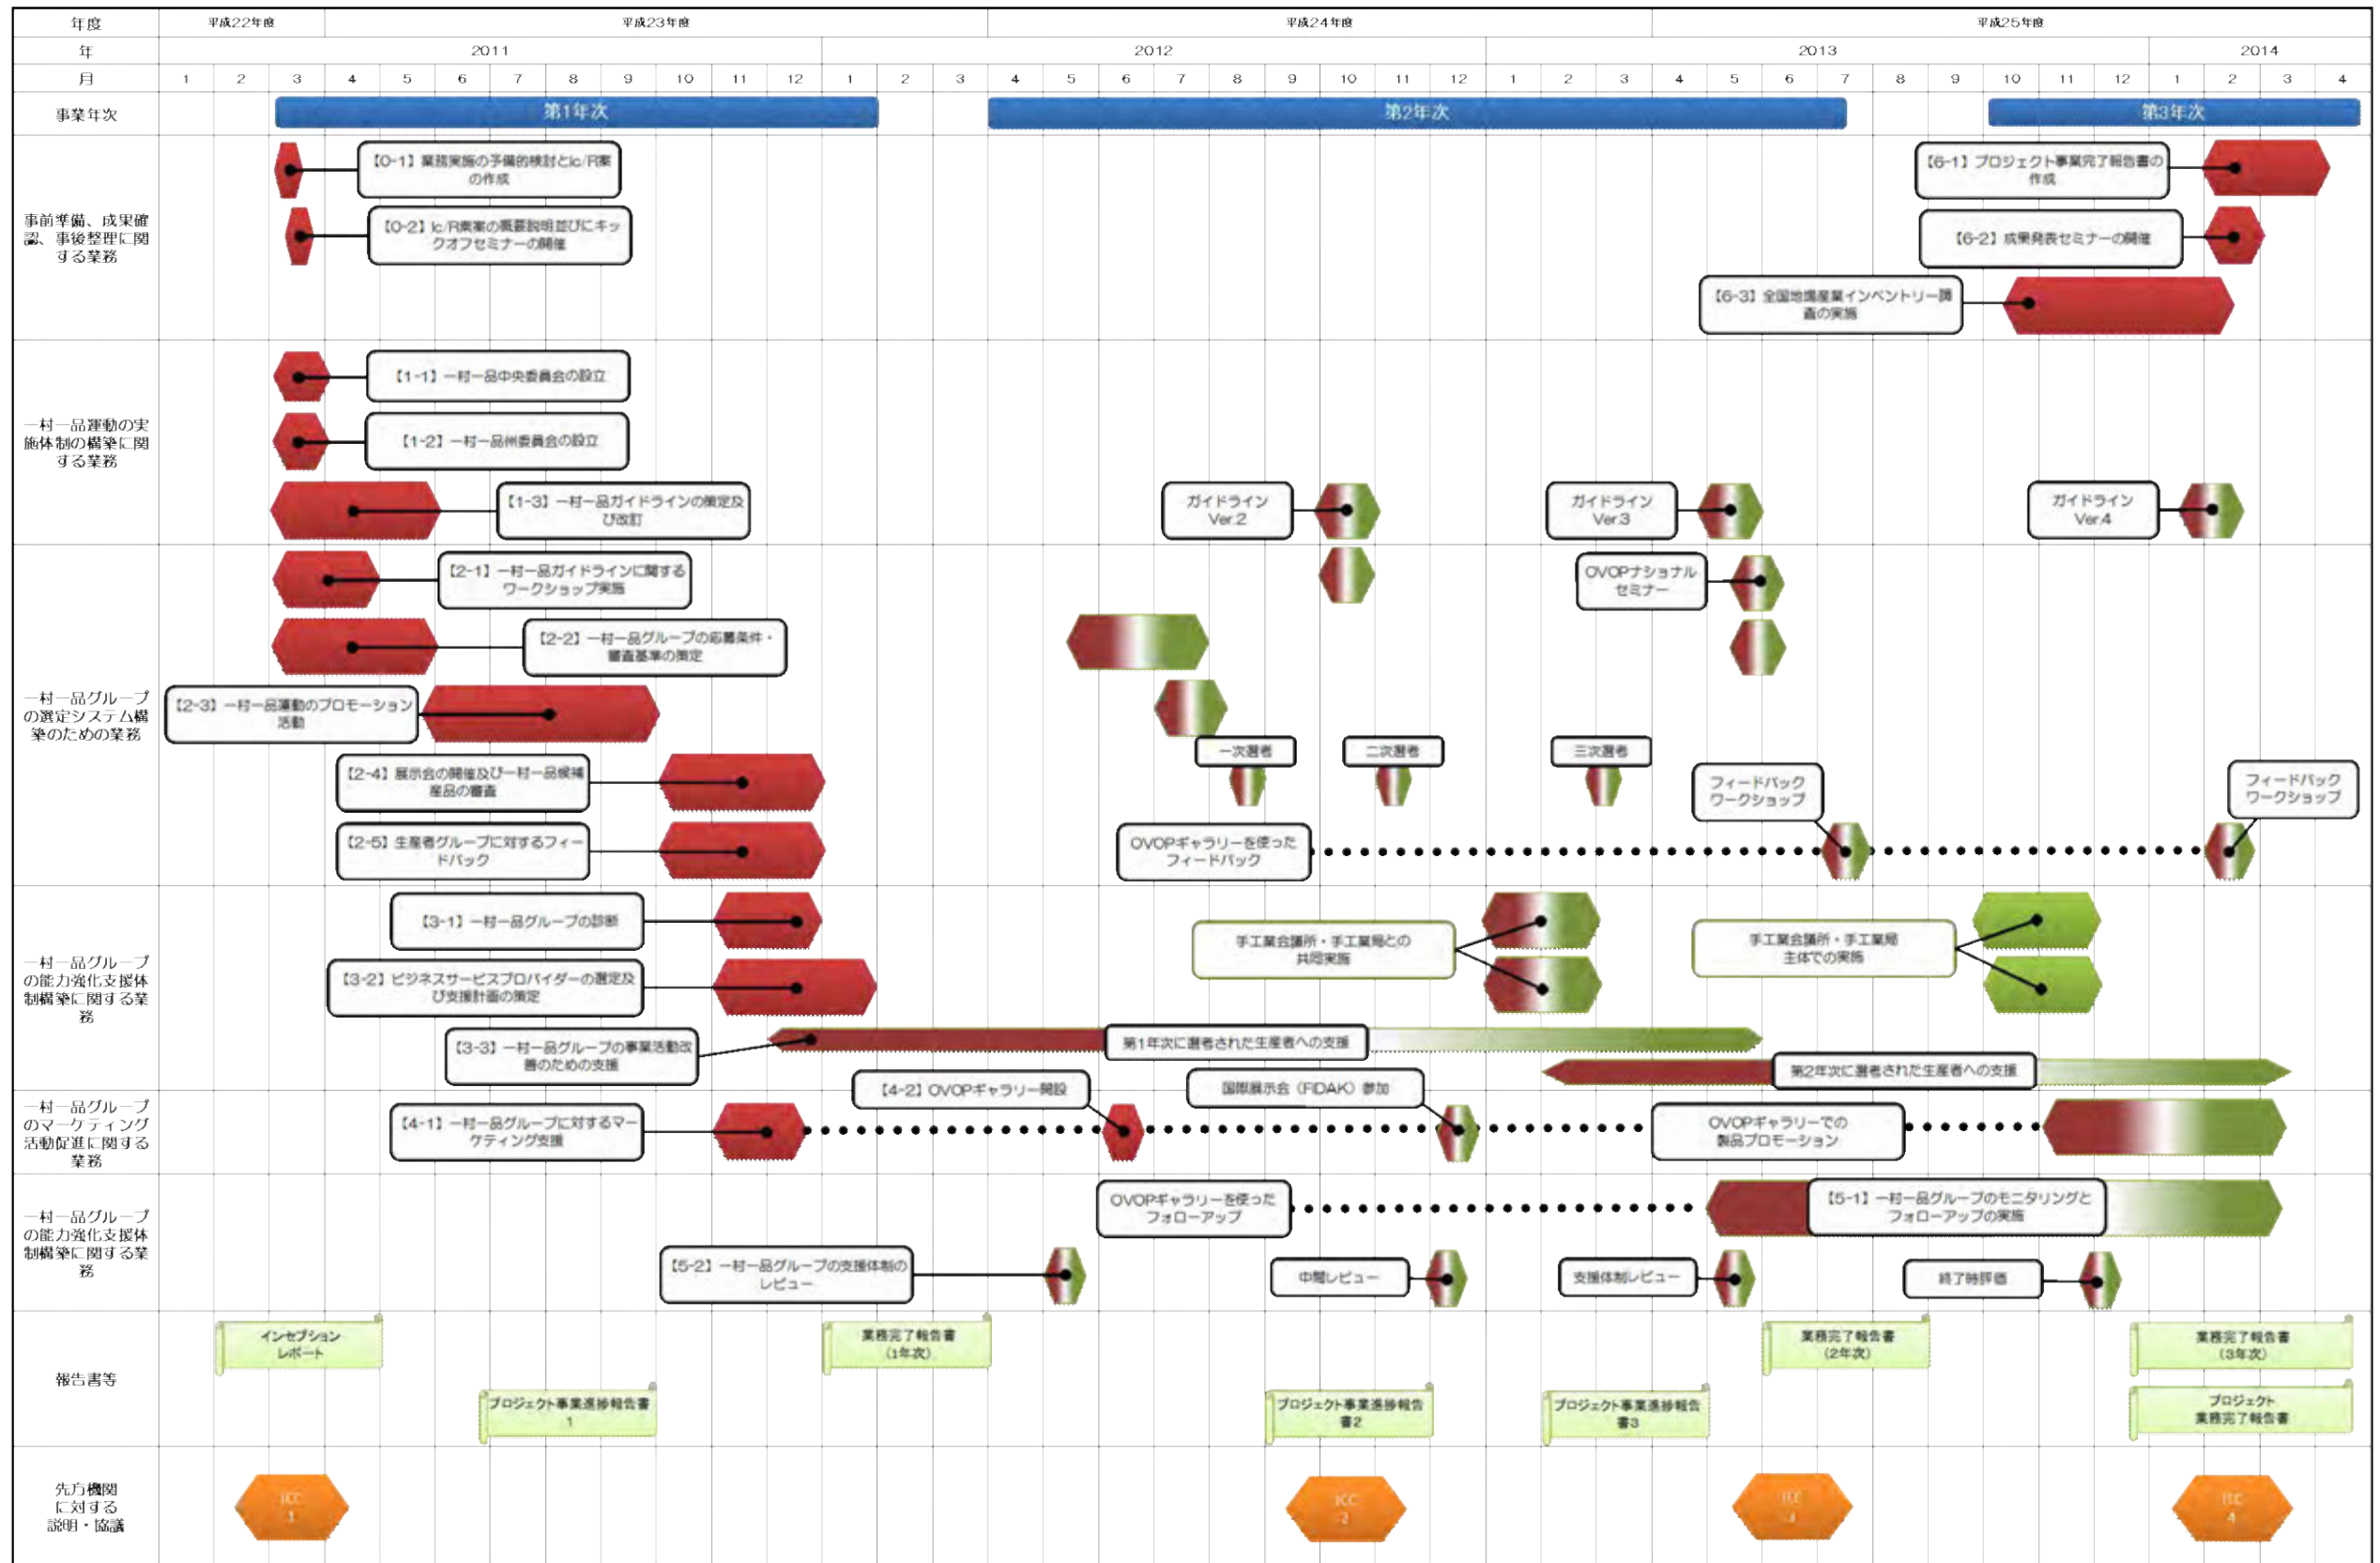 年度 平成22年度 平成23年度 平成24年度 平成25年度
年 2011 2012 2013 2014
月 1 2 3 4 5 6 7 8 9 10 11 12 1 2 3 4 5 6 7 8 9 10 11 12 1 2 3 4 5 6 7 8 9 10 11 12 1 2 3 4
事業年次 第1年次 第2年次 第3年次
事前準備、成果確
認、事後整理に関
する業務
【0-1】業務実施の予備的検討とIc/R案
の作成
【0-2】Ic/R素案の概要説明並びにキッ
クオフセミナーの開催
【6-1】プロジェクト事業完了報告書の
作成
【6-2】成果発表セミナーの開催
【6-3】全国地場産業インベントリー調
査の実施
一村一品運動の実
施体制の構築に関
する業務
【1-1】一村一品中央委員会の設立
【1-2】一村一品州委員会の設立
【1-3】一村一品ガイドラインの策定及
び改訂
ガイドライン
Ver.2
ガイドライン
Ver.3
ガイドライン
Ver.4
一村一品グループ
の選定システム構
築のための業務
【2-1】一村一品ガイドラインに関する
ワークショップ実施
OVOPナショナル
セミナー
【2-2】一村一品グループの応募条件・
審査基準の策定
【2-3】一村一品運動のプロモーション
活動
一次選考
二次選考
三次選考
【2-4】展示会の開催及び一村一品候補
産品の審査
フィードバック
ワークショップ
フィードバック
ワークショップ
【2-5】生産者グループに対するフィー
ドバック
OVOPギャラリーを使った
フィードバック
一村一品グループ
の能力強化支援体
制構築に関する業
務
【3-1】一村一品グループの診断
手工業会議所・手工業局との
共同実施
手工業会議所・手工業局
主体での実施
【3-2】ビジネスサービスプロバイダーの選定及
び支援計画の策定
【3-3】一村一品グループの事業活動改
善のための支援
第1年次に選考された生産者への支援
第2年次に選考された生産者への支援
一村一品グループ
のマーケティング
活動促進に関する
業務
【4-1】一村一品グループに対するマー
ケティング支援
【4-2】OVOPギャラリー開設
国際展示会（FIDAK）参加
OVOPギャラリーでの
製品プロモーション
一村一品グループ
の能力強化支援体
制構築に関する業
務
OVOPギャラリーを使った
フォローアップ
【5-1】一村一品グループのモニタリングと
フォローアップの実施
【5-2】一村一品グループの支援体制の
レビュー
中間レビュー
支援体制レビュー
終了時評価
報告書等
インセプション
レポート
業務完了報告書
（1年次）
業務完了報告書
（2年次）
業務完了報告書
（3年次）
プロジェクト事業進捗報告書
1
プロジェクト事業進捗報告
書2
プロジェクト事業進捗報告
書3
プロジェクト
業務完了報告書
先方機関
に対する
説明・協議
JCC
1
JCC
2
JCC
3
JCC
4